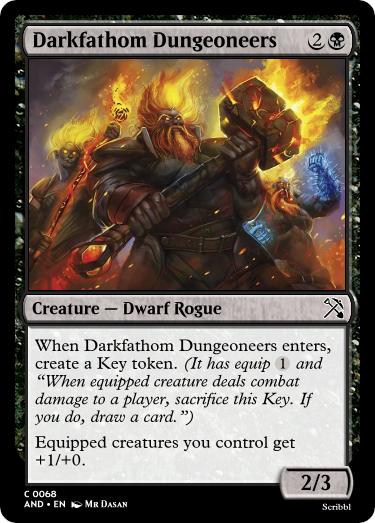 Darkfathom Dungeoneers 2
Creature — Dwarf Rogue
When Darkfathom Dungeoneers enters,
create a Key token. (It has equip 1 and
“When equipped creature deals combat
damage to a player, sacrifice this Key. If
you do, draw a card.”)
Equipped creatures you control get
+1/+0.
2/3
C 0068
AND • EN Mr Dasan
Scribbl